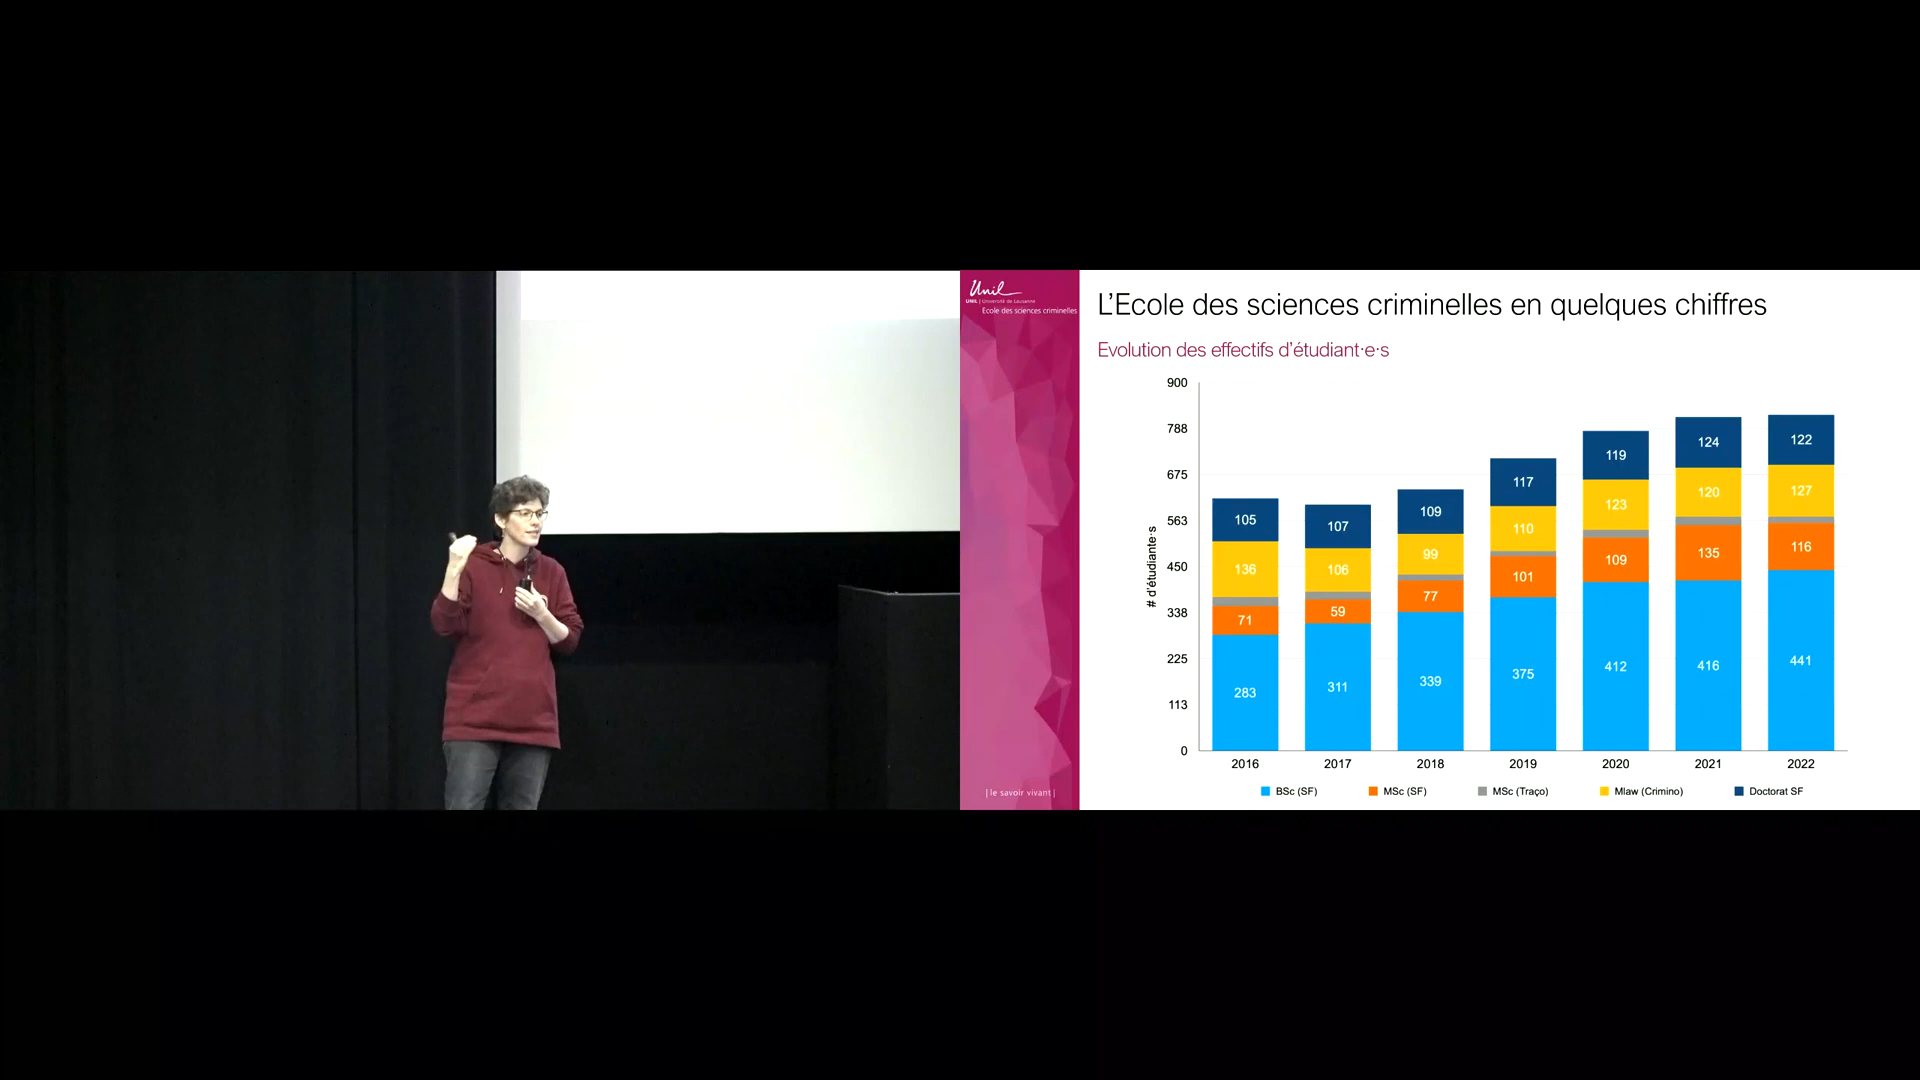 Unil
UNIL | Université de Lausanne
Ecole des sciences criminelles
L'Ecole des sciences criminelles en quelques chiffres
Evolution des effectifs d'étudiant·e·s
# d'étudiante·s
900
788
675
563
450
338
225
113
0
105 107 109 117 119 124 122
136 106 99 110 123 120 127
71 59 77 101 109 135 116
283 311 339 375 412 416 441
2016 2017 2018 2019 2020 2021 2022
BSc (SF) MSc (SF) MSc (Traço) Mlaw (Crimino) Doctorat SF
| le savoir vivant |